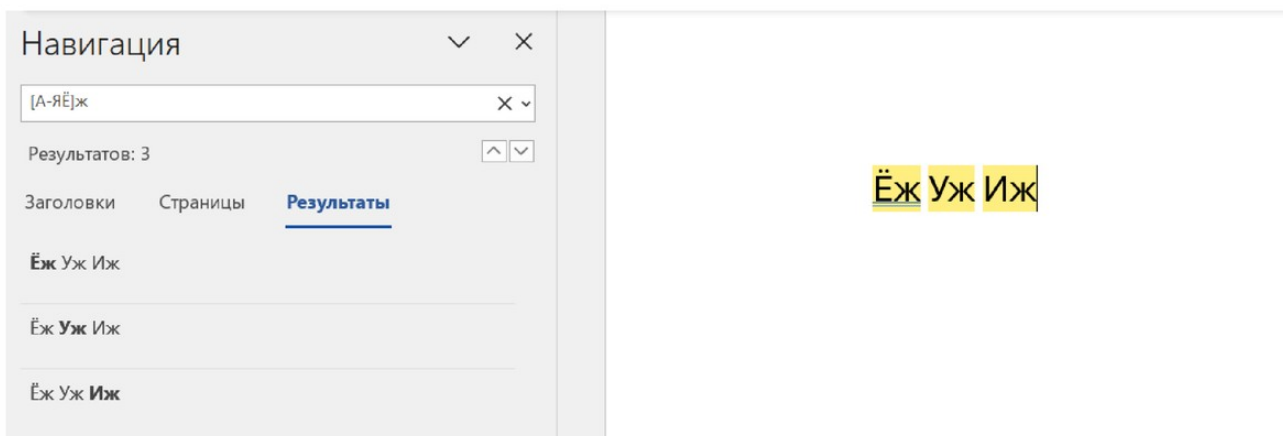 Навигация
[А-ЯЁ]ж
Результатов: 3
Заголовки Страницы Результаты
Ёж Уж Иж
Ёж Уж Иж
Ёж Уж Иж
Ёж Уж Иж